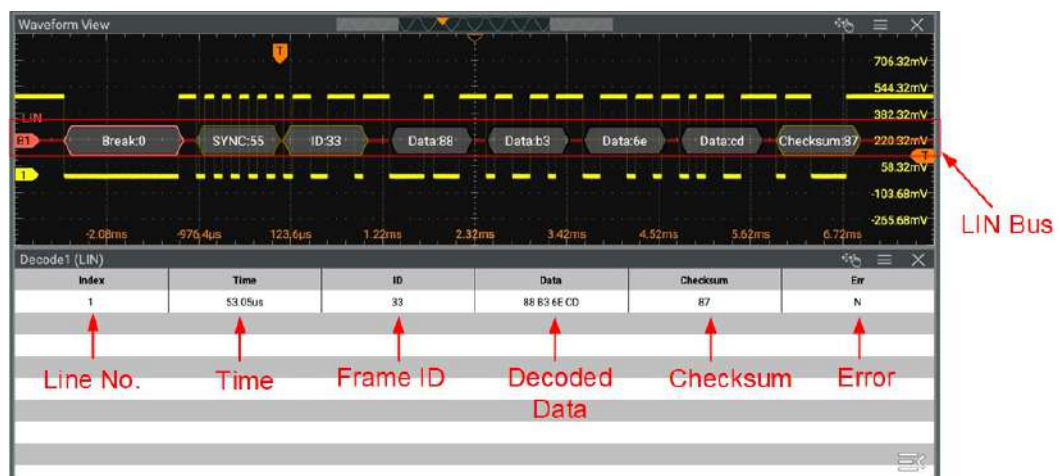 Waveform View
T
706.32mV
544.32mV
LIN
382.32mV
B1 Break:0 SYNC:55 ID:33 Data:88 Data:b3 Data:6e Data:cd Checksum:87 220.32mV
T
1
58.32mV
-103.68mV
-265.68mV
LIN Bus
-2.08ms -976.4µs 123.6µs 1.22ms 2.32ms 3.42ms 4.52ms 5.62ms 6.72ms
Decode1 (LIN)
Index Time ID Data Checksum Err
1 53.05us 33 88 B3 6E CD 87 N
Line No. Time Frame ID Decoded Data Checksum Error